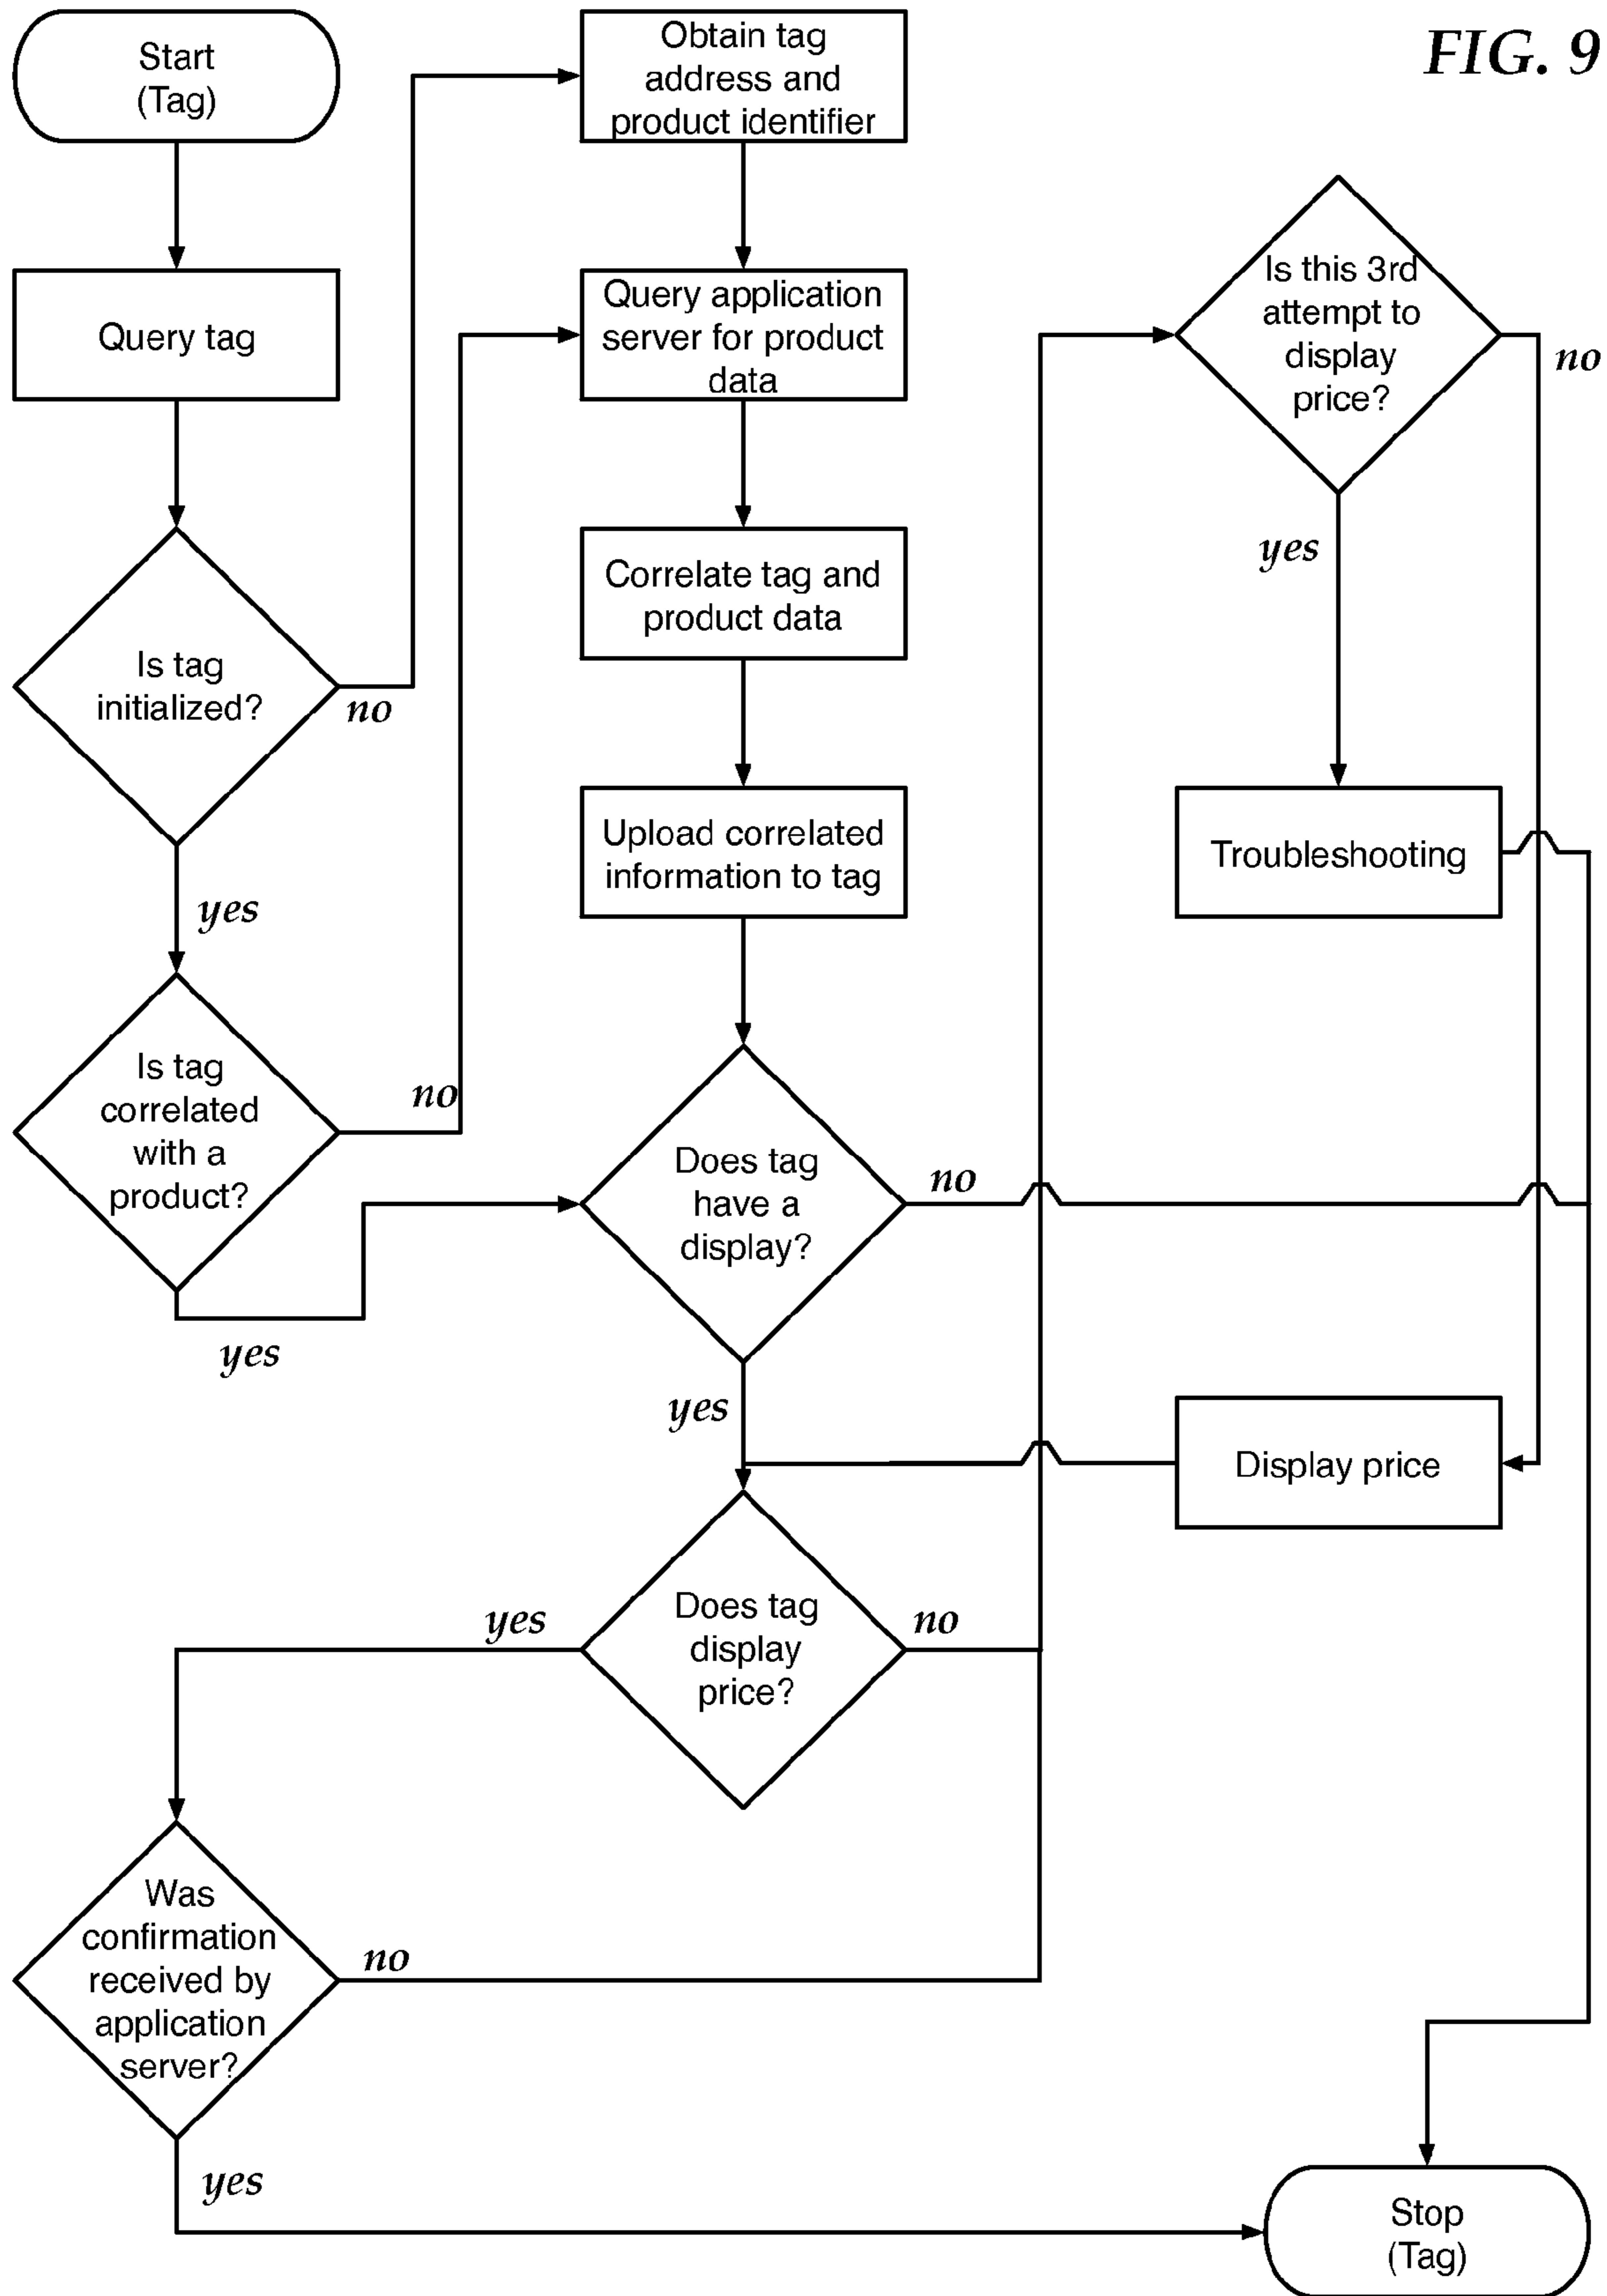 FIG. 9
Start
(Tag)
Query tag
Is tag
initialized?
no
yes
Is tag
correlated
with a
product?
no
yes
Obtain tag
address and
product identifier
Query application
server for product
data
Correlate tag and
product data
Upload correlated
information to tag
Does tag
have a
display?
no
yes
Does tag
display
price?
yes
no
Was
confirmation
received by
application
server?
no
yes
Is this 3rd
attempt to
display
price?
no
yes
Troubleshooting
Display price
Stop
(Tag)